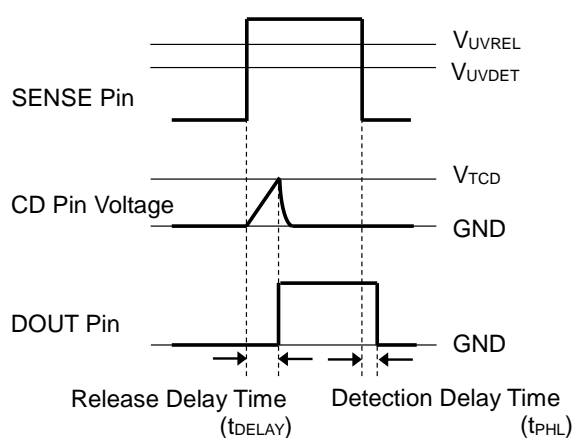 VUVREL
VUVDET
SENSE Pin
VTCD
CD Pin Voltage
GND
DOUT Pin
GND
Release Delay Time
(tDELAY)
Detection Delay Time
(tPHL)